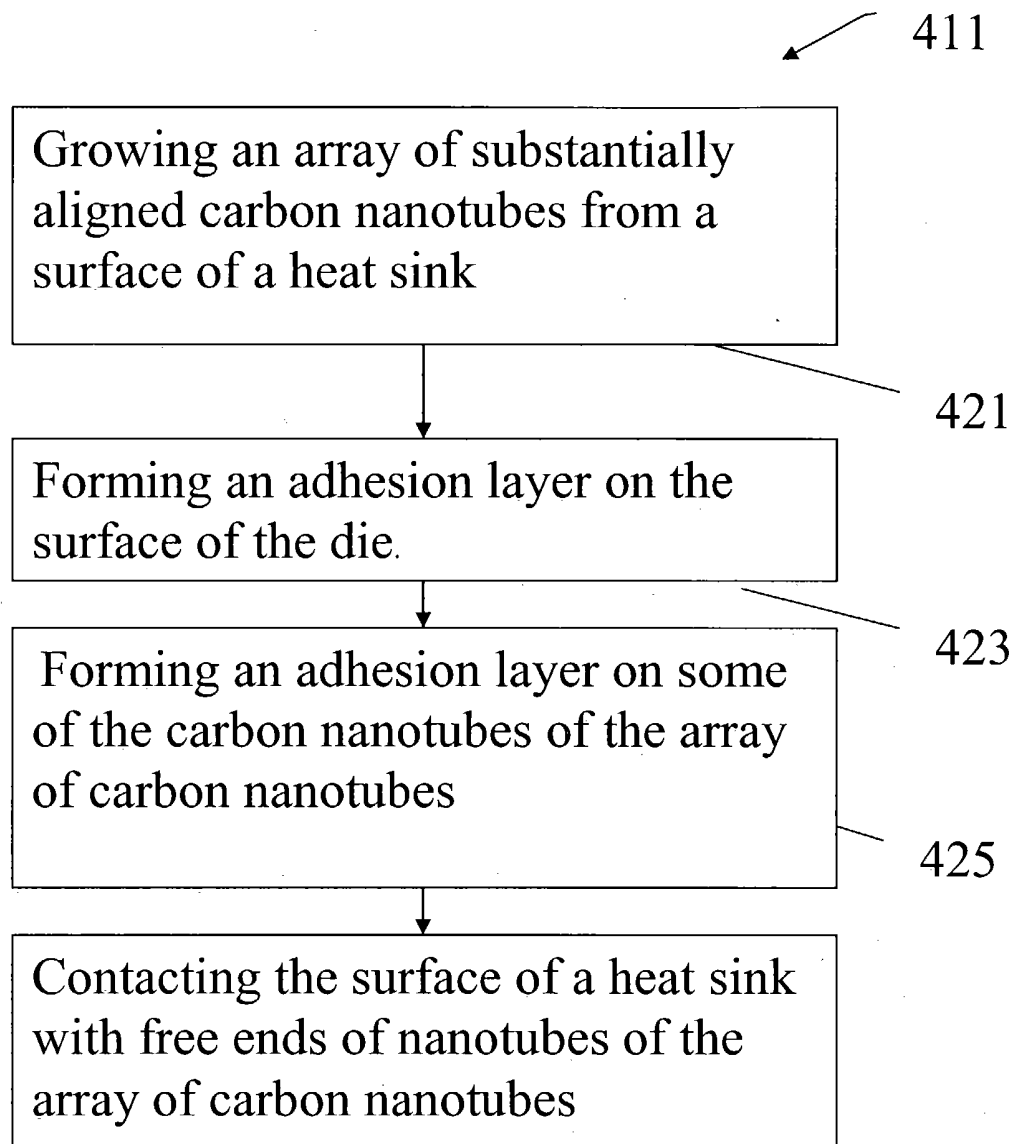 411
Growing an array of substantially
aligned carbon nanotubes from a
surface of a heat sink
421
Forming an adhesion layer on the
surface of the die.
423
Forming an adhesion layer on some
of the carbon nanotubes of the array
of carbon nanotubes
425
Contacting the surface of a heat sink
with free ends of nanotubes of the
array of carbon nanotubes